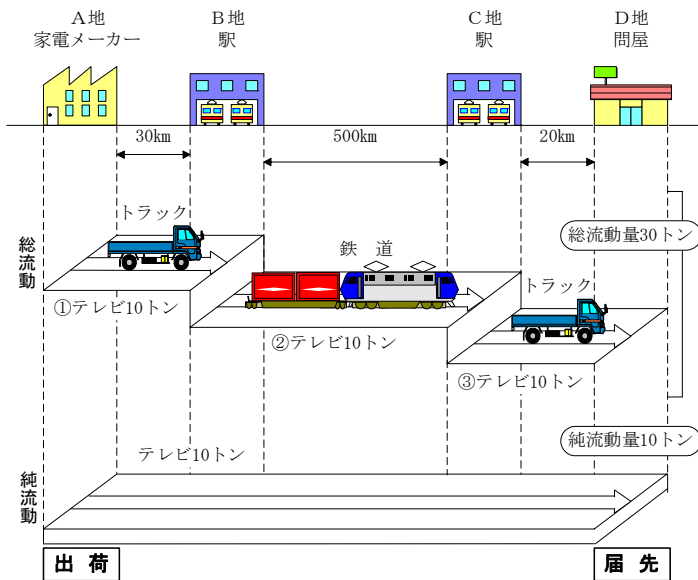 A地
家電メーカー
B地
駅
C地
駅
D地
問屋
30km
500km
20km
総流動
トラック
①テレビ10トン
鉄 道
②テレビ10トン
トラック
③テレビ10トン
総流動量30トン
純流動量10トン
純流動
テレビ10トン
出 荷
届 先